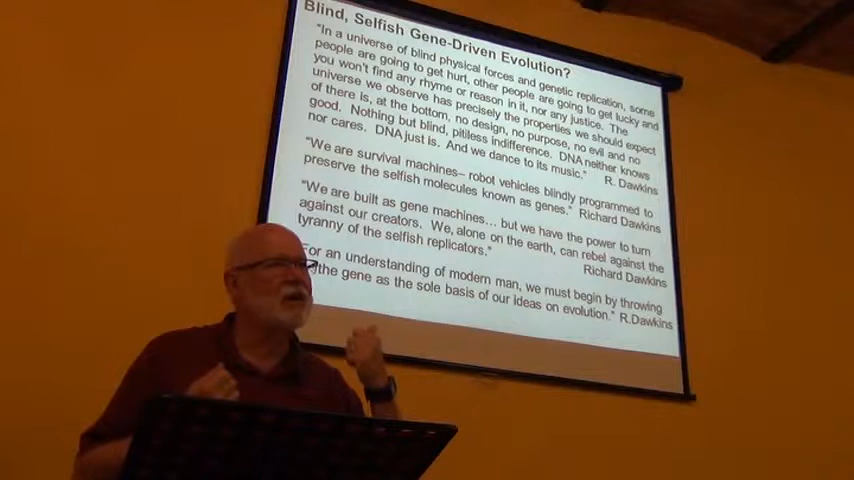 Blind, Selfish Gene-Driven Evolution?
"In a universe of blind physical forces and genetic replication, some
people are going to get hurt, other people are going to get lucky and
you won't find any rhyme or reason in it, nor any justice. The
universe we observe has precisely the properties we should expect
of there is, at the bottom, no design, no purpose, no evil and no
good. Nothing but blind, pitiless indifference. DNA neither knows
nor cares. DNA just is. And we dance to its music." R. Dawkins
"We are survival machines– robot vehicles blindly programmed to
preserve the selfish molecules known as genes." Richard Dawkins
"We are built as gene machines... but we have the power to turn
against our creators. We, alone on the earth, can rebel against the
tyranny of the selfish replicators." Richard Dawkins
For an understanding of modern man, we must begin by throwing
the gene as the sole basis of our ideas on evolution." R.Dawkins